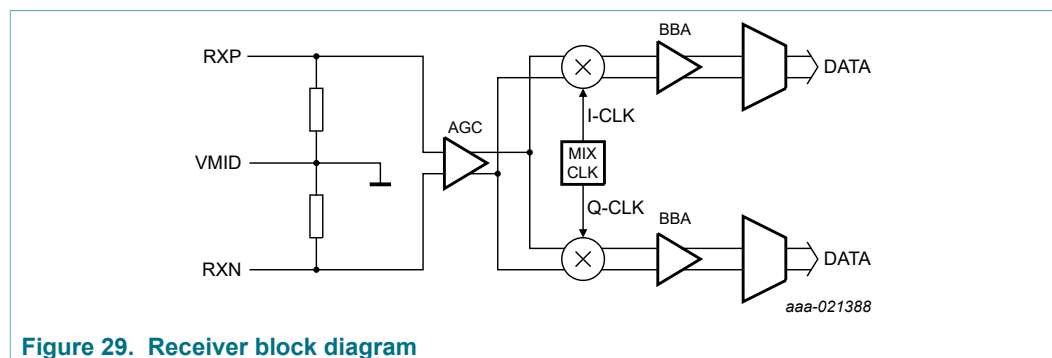 RXP
BBA
DATA
AGC
I-CLK
VMID
MIX
CLK
Q-CLK
BBA
RXN
DATA
aaa-021388
Figure 29. Receiver block diagram